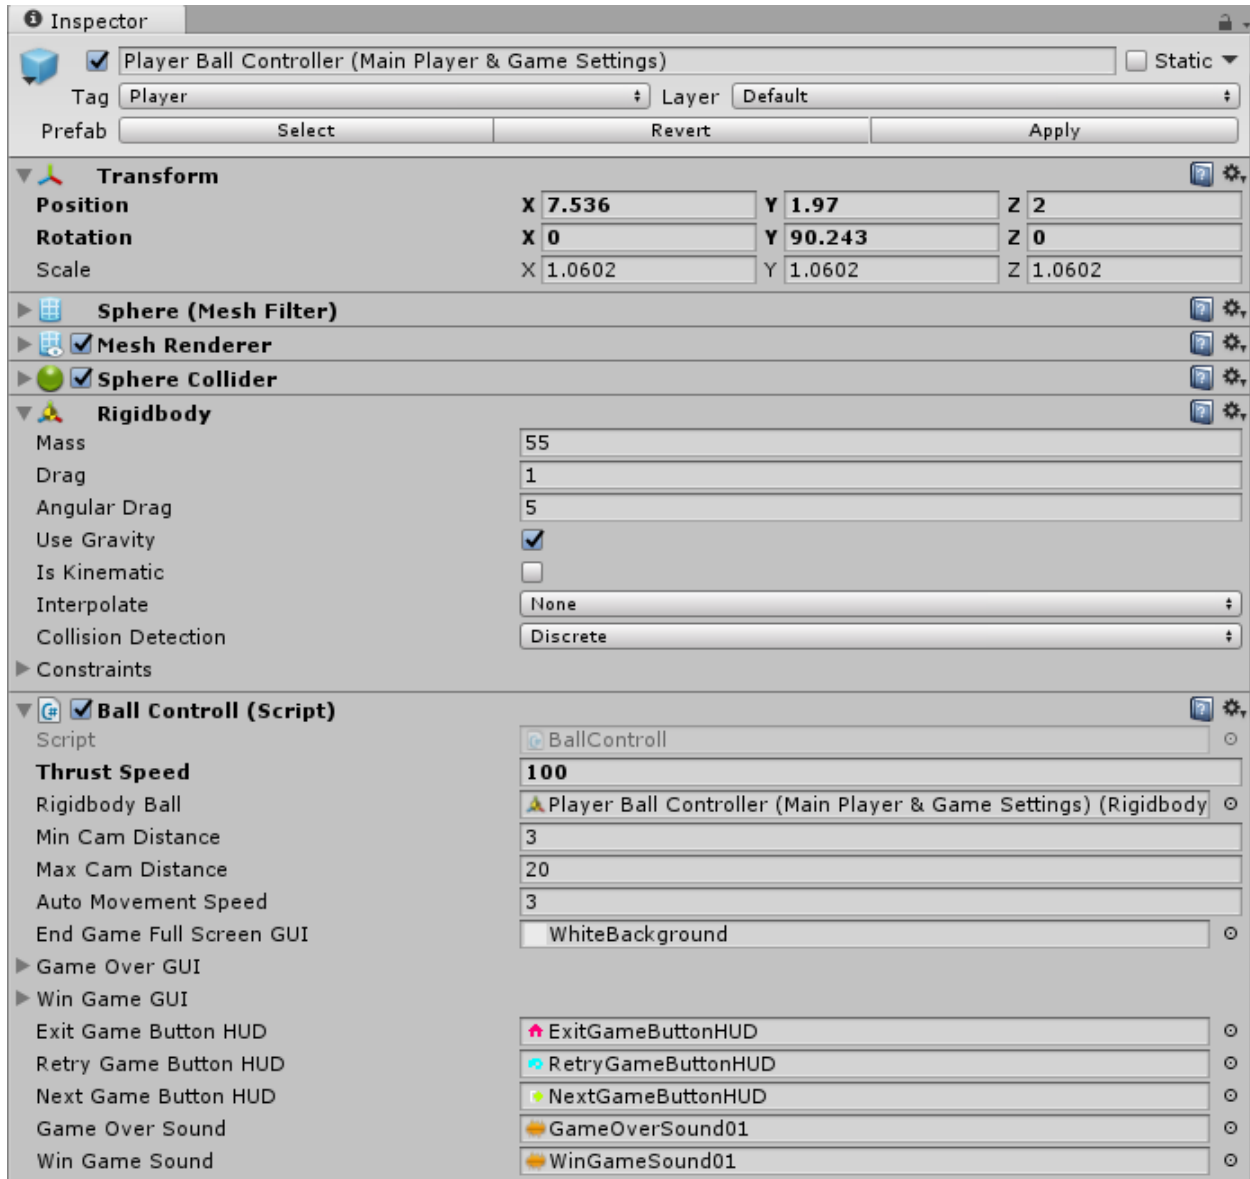 Inspector
Player Ball Controller (Main Player & Game Settings) Static
Tag Player Layer Default
Prefab Select Revert Apply
Transform
Position X 7.536 Y 1.97 Z 2
Rotation X 0 Y 90.243 Z 0
Scale X 1.0602 Y 1.0602 Z 1.0602
Sphere (Mesh Filter)
Mesh Renderer
Sphere Collider
Rigidbody
Mass 55
Drag 1
Angular Drag 5
Use Gravity
Is Kinematic
Interpolate None
Collision Detection Discrete
Constraints
Ball Controll (Script)
Script BallControll
Thrust Speed 100
Rigidbody Ball Player Ball Controller (Main Player & Game Settings) (Rigidbody
Min Cam Distance 3
Max Cam Distance 20
Auto Movement Speed 3
End Game Full Screen GUI WhiteBackground
Game Over GUI
Win Game GUI
Exit Game Button HUD ExitGameButtonHUD
Retry Game Button HUD RetryGameButtonHUD
Next Game Button HUD NextGameButtonHUD
Game Over Sound GameOverSound01
Win Game Sound WinGameSound01